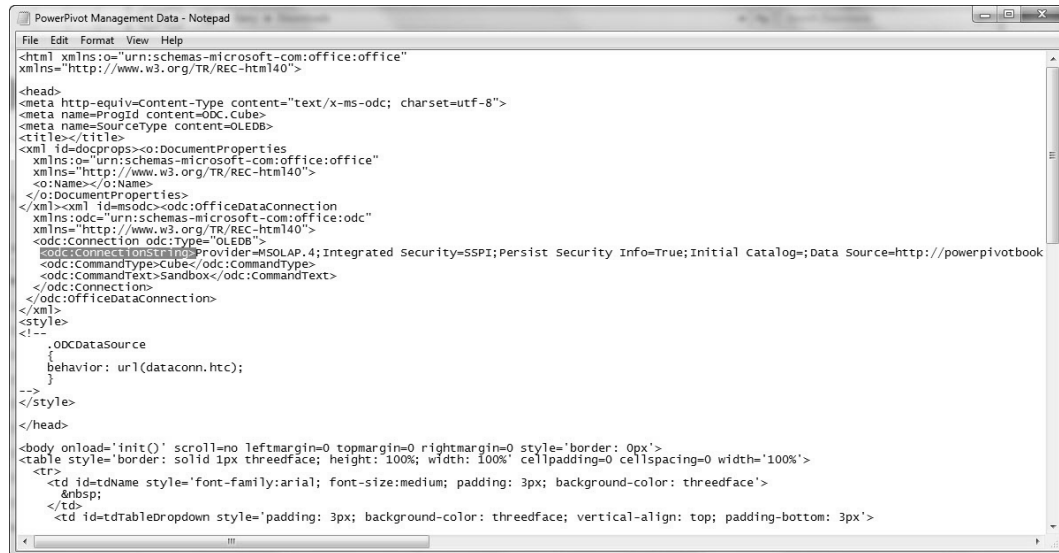 PowerPivot Management Data - Notepad
File Edit Format View Help
<html xmlns:o="urn:schemas-microsoft-com:office:office"
xmlns="http://www.w3.org/TR/REC-html40">
<head>
<meta http-equiv=Content-Type content="text/x-ms-odc; charset=utf-8">
<meta name=ProgId content=ODC.Cube>
<meta name=SourceType content=OLEDB>
<title></title>
<xml id=docprops><o:DocumentProperties
xmlns:o="urn:schemas-microsoft-com:office:office"
xmlns="http://www.w3.org/TR/REC-html40">
<o:Name></o:Name>
</o:DocumentProperties>
</xml><xml id=msodc><odc:OfficeDataConnection
xmlns:odc="urn:schemas-microsoft-com:office:odc"
xmlns="http://www.w3.org/TR/REC-html40">
<odc:Connection odc:Type="OLEDB">
<odc:ConnectionString>Provider=MSOLAP.4;Integrated Security=SSPI;Persist Security Info=True;Initial Catalog=;Data Source=http://powerpivotbook
<odc:CommandType>Cube</odc:CommandType>
<odc:CommandText>Sandbox</odc:CommandText>
</odc:Connection>
</odc:OfficeDataConnection>
</xml>
<style>
<!--
.ODCDataSource
{
behavior: url(dataconn.htc);
}
-->
</style>
</head>
<body onload='init()' scroll=no leftmargin=0 topmargin=0 rightmargin=0 style='border: 0px'>
<table style='border: solid 1px threedface; height: 100%; width: 100%' cellpadding=0 cellspacing=0 width='100%'>
<tr>
<td id=tdName style='font-family:arial; font-size:medium; padding: 3px; background-color: threedface'>
&nbsp;
</td>
<td id=tdTableDropdown style='padding: 3px; background-color: threedface; vertical-align: top; padding-bottom: 3px'>